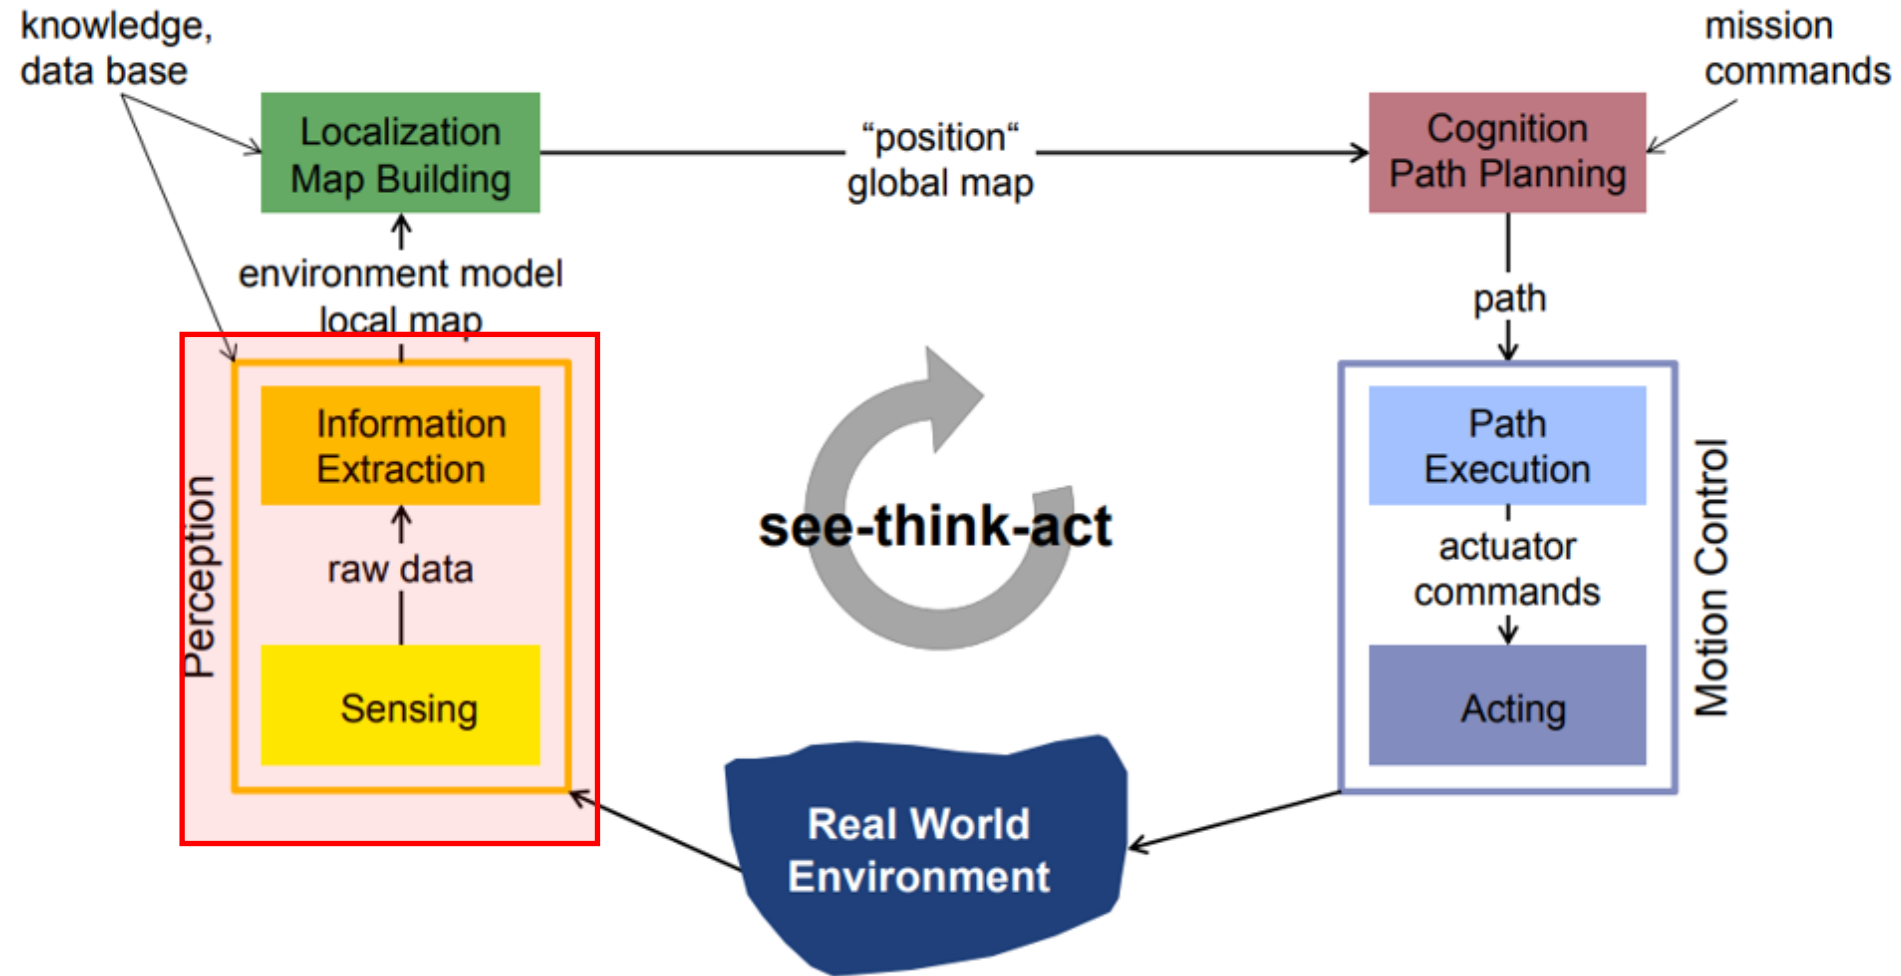 knowledge,
data base
mission
commands
Localization
Map Building
“position“
global map
Cognition
Path Planning
environment model
local map
path
Perception
Information
Extraction
raw data
Sensing
see-think-act
Path
Execution
actuator
commands
Acting
Motion Control
Real World
Environment